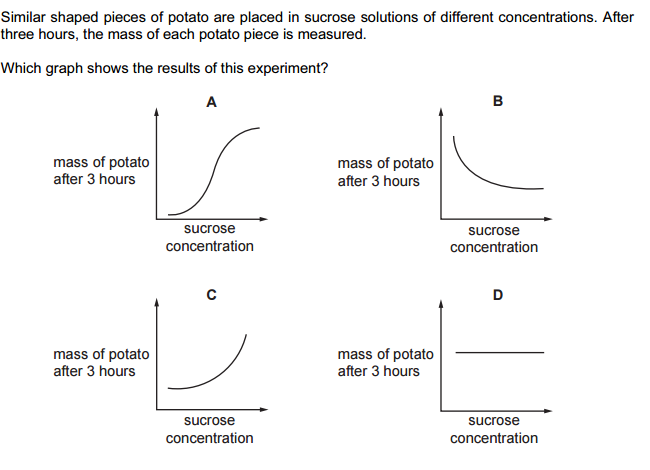 Similar shaped pieces of potato are placed in sucrose solutions of different concentrations. After
three hours, the mass of each potato piece is measured.
Which graph shows the results of this experiment?
A
mass of potato
after 3 hours
sucrose
concentration
B
mass of potato
after 3 hours
sucrose
concentration
C
mass of potato
after 3 hours
sucrose
concentration
D
mass of potato
after 3 hours
sucrose
concentration